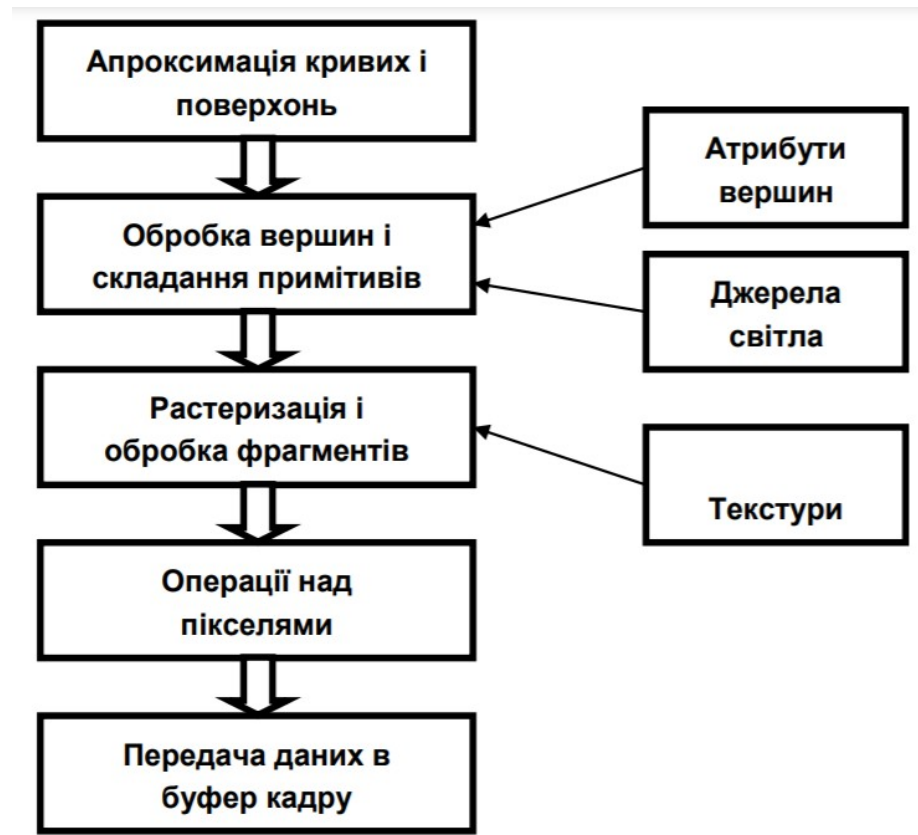 Апроксимація кривих і
поверхонь
Обробка вершин і
складання примітивів
Растеризація і
обробка фрагментів
Операції над
пікселями
Передача даних в
буфер кадру
Атрибути
вершин
Джерела
світла
Текстури